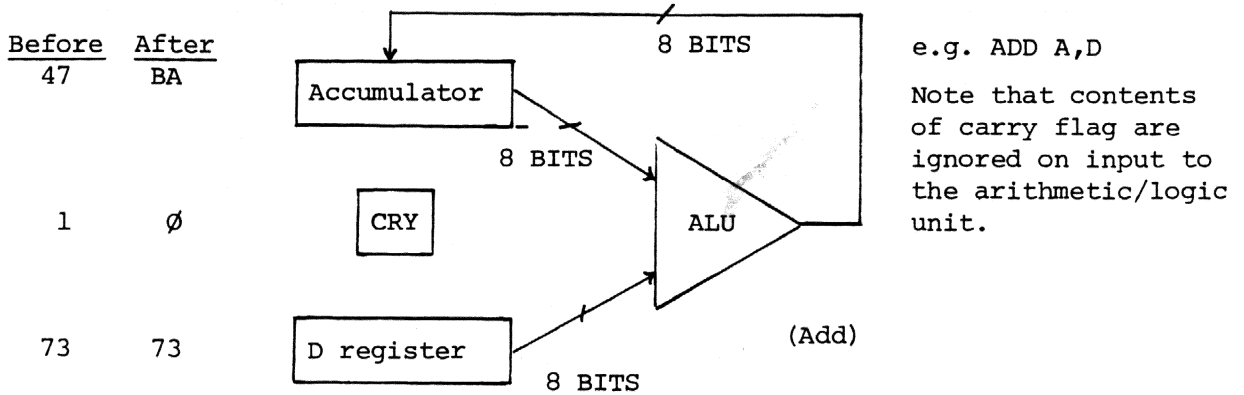 Before After
47 BA
Accumulator
8 BITS
8 BITS
e.g. ADD A,D
Note that contents
of carry flag are
ignored on input to
the arithmetic/logic
unit.
1 Ø
CRY
ALU
73 73
D register
8 BITS
(Add)